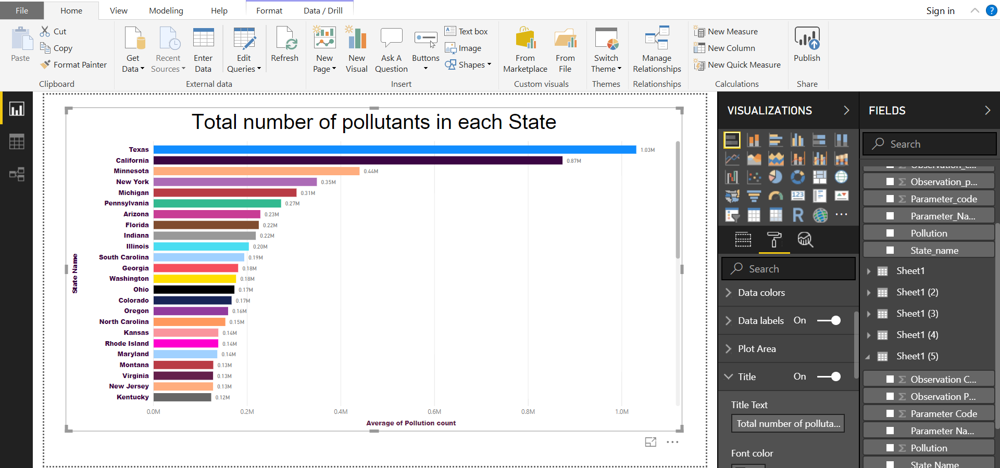 File Home View Modeling Help Format Data / Drill Sign in ?
Paste
Cut
Copy
Format Painter
Clipboard
Get Data
Recent Sources
Enter Data
Edit Queries
Refresh
External data
New Page
New Visual
Ask A Question
Buttons
Text box
Image
Shapes
Insert
From Marketplace
From File
Custom visuals
Switch Theme
Themes
Manage Relationships
Relationships
New Measure
New Column
New Quick Measure
Calculations
Publish
Share
Total number of pollutants in each State
State Name
Texas 1.03M
California 0.87M
Minnesota 0.44M
New York 0.35M
Michigan 0.31M
Pennsylvania 0.27M
Arizona 0.23M
Florida 0.22M
Indiana 0.22M
Illinois 0.20M
South Carolina 0.19M
Georgia 0.18M
Washington 0.18M
Ohio 0.17M
Colorado 0.17M
Oregon 0.16M
North Carolina 0.15M
Kansas 0.14M
Rhode Island 0.14M
Maryland 0.14M
Montana 0.13M
Virginia 0.13M
New Jersey 0.13M
Kentucky 0.12M
0.0M 0.2M 0.4M 0.6M 0.8M 1.0M
Average of Pollution count
VISUALIZATIONS
123
R
Search
Data colors
Data labels On
Plot Area
Title On
Title Text
Total number of polluta...
Font color
FIELDS
Search
Observation_c...
Observation_p...
Parameter_code
Parameter_Na...
Pollution
State_name
Sheet1
Sheet1 (2)
Sheet1 (3)
Sheet1 (4)
Sheet1 (5)
Observation C...
Observation P...
Parameter Code
Parameter Na...
Pollution
State Name